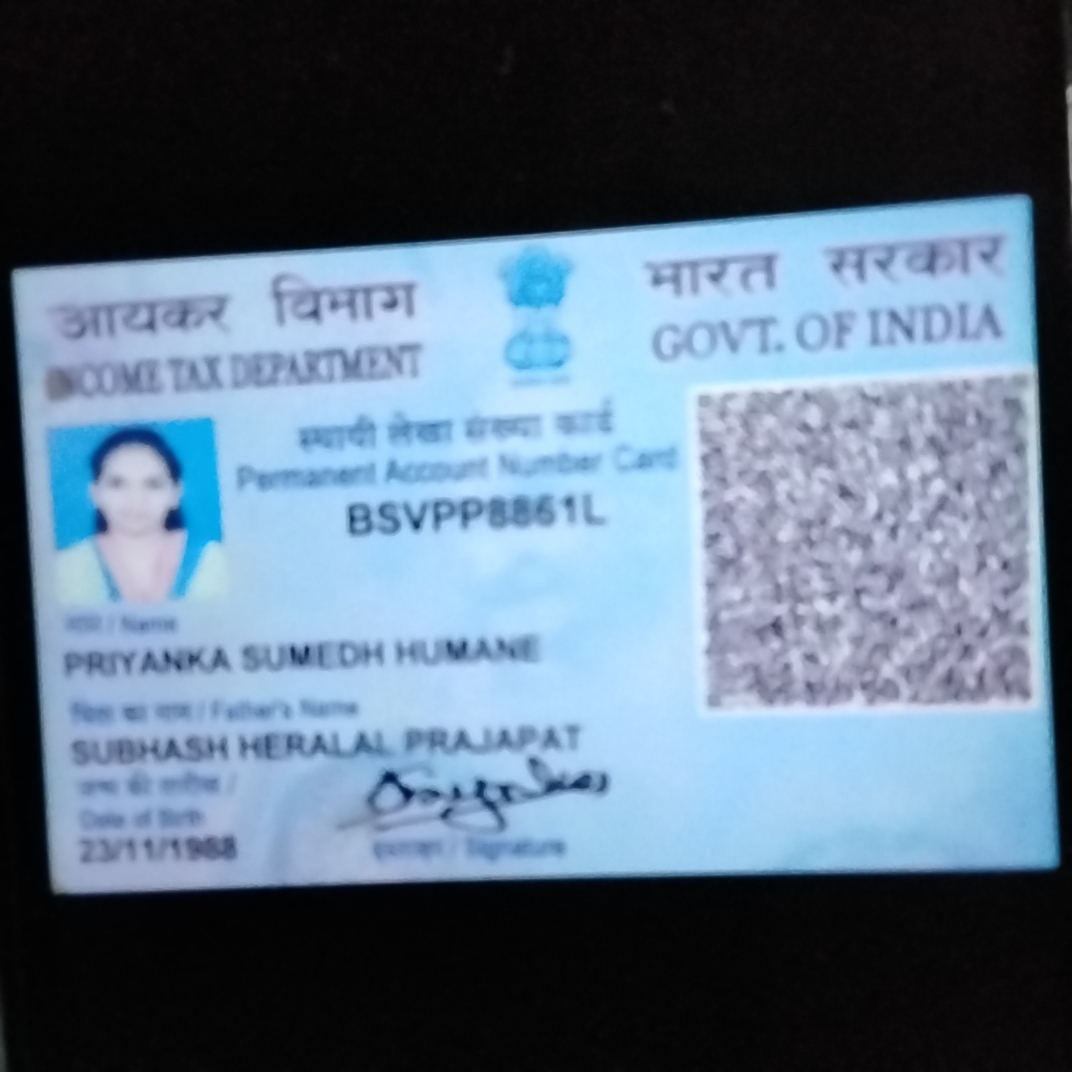 आयकर विभाग
INCOME TAX DEPARTMENT
भारत सरकार
GOVT. OF INDIA
स्थायी लेखा संख्या कार्ड
Permanent Account Number Card
BSVPP8861L
नाम / Name
PRIYANKA SUMEDH HUMANE
पिता का नाम / Father's Name
SUBHASH HERALAL PRAJAPAT
जन्म की तारीख /
Date of Birth
23/11/1988
हस्ताक्षर / Signature